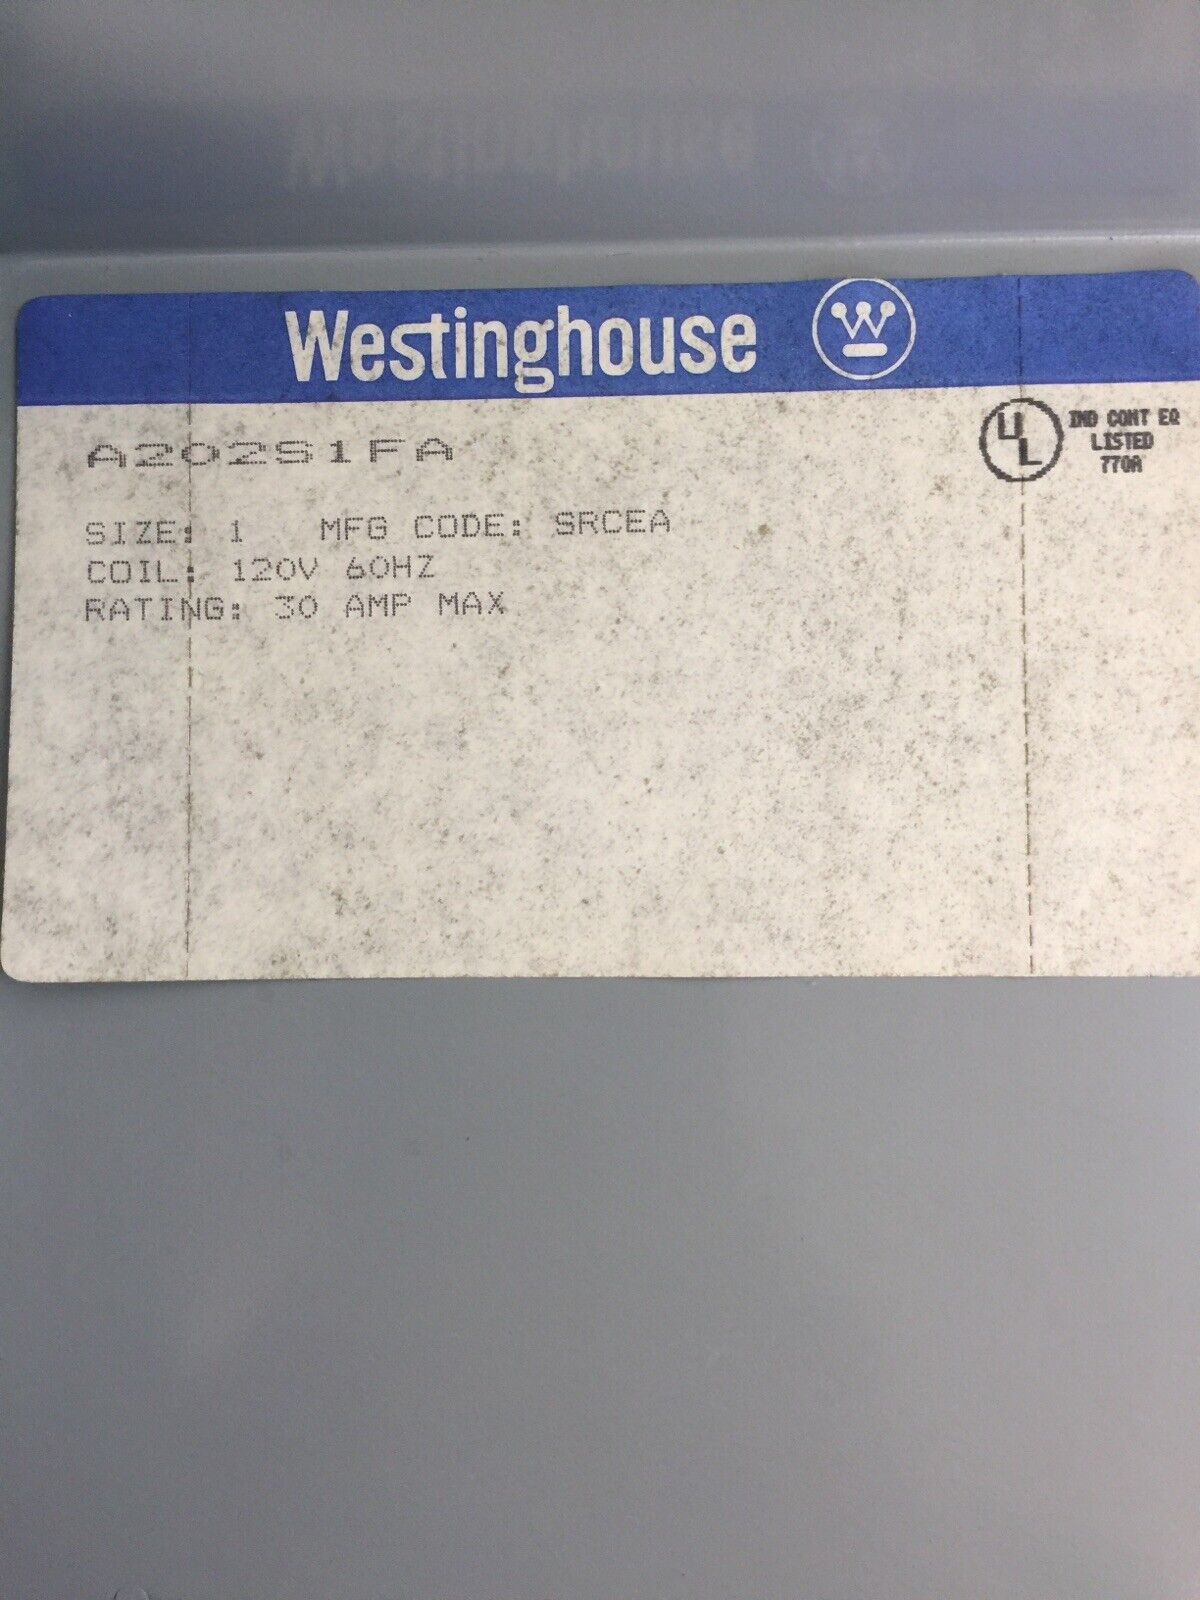 Westinghouse
A202S1FA
UL
IND CONT EQ
LISTED
770A
SIZE: 1 MFG CODE: SRCEA
COIL: 120V 60HZ
RATING: 30 AMP MAX